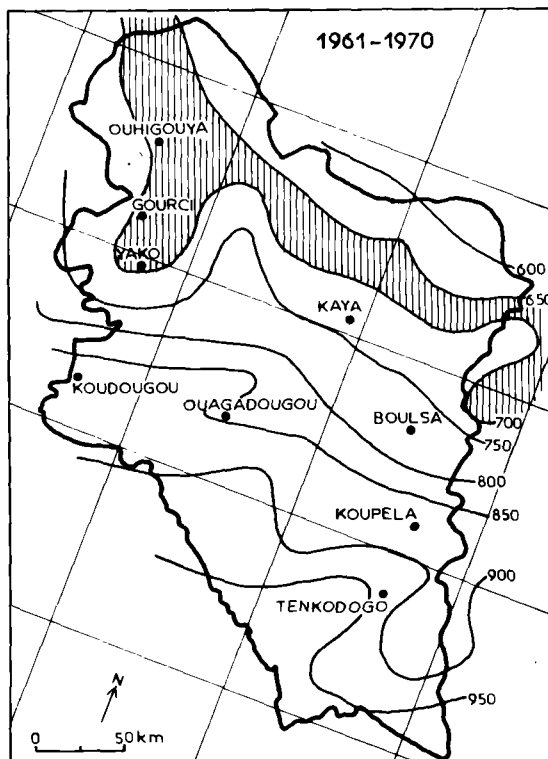 1961-1970
OUHIGOUYA
GOURCI
YAKO
600
650
KAYA
KOUDOUGOU
OUAGADOUGOU
BOULSA
700
750
800
850
KOUPELA
900
TENKODOGO
950
N
0 50km